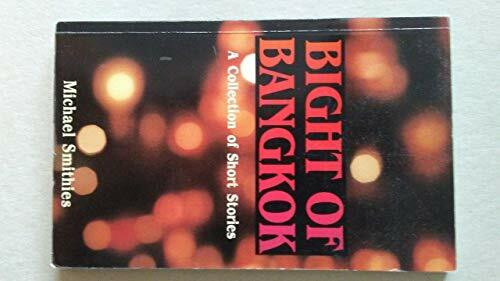 BIGHT OF
BANGKOK
A Collection of Short Stories
Michael Smithies